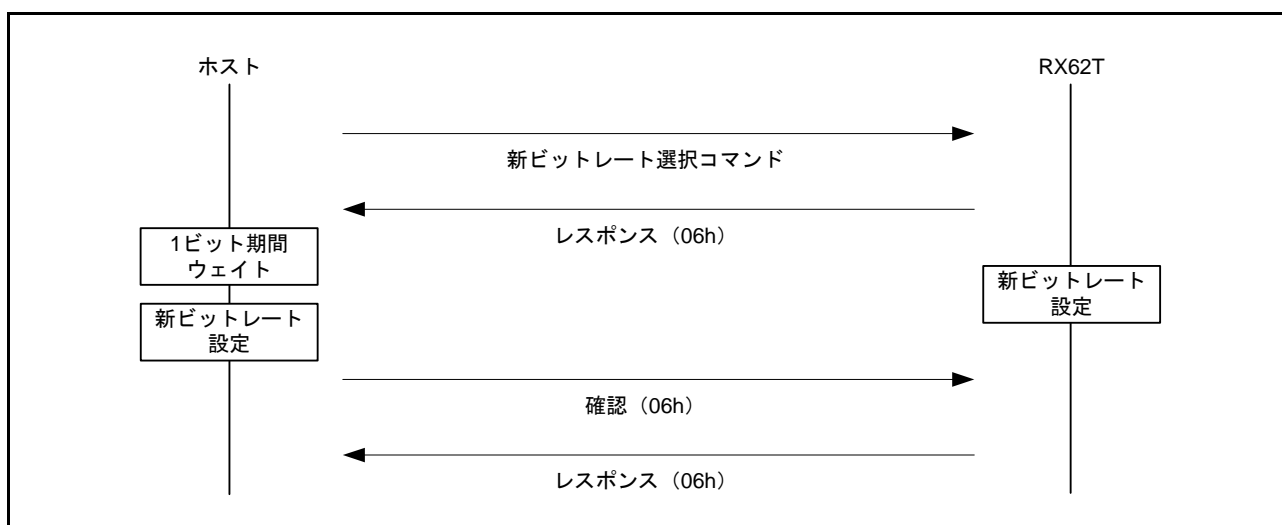 ホスト
RX62T
新ビットレート選択コマンド
レスポンス（06h）
1ビット期間
ウェイト
新ビットレート
設定
新ビットレート
設定
確認（06h）
レスポンス（06h）